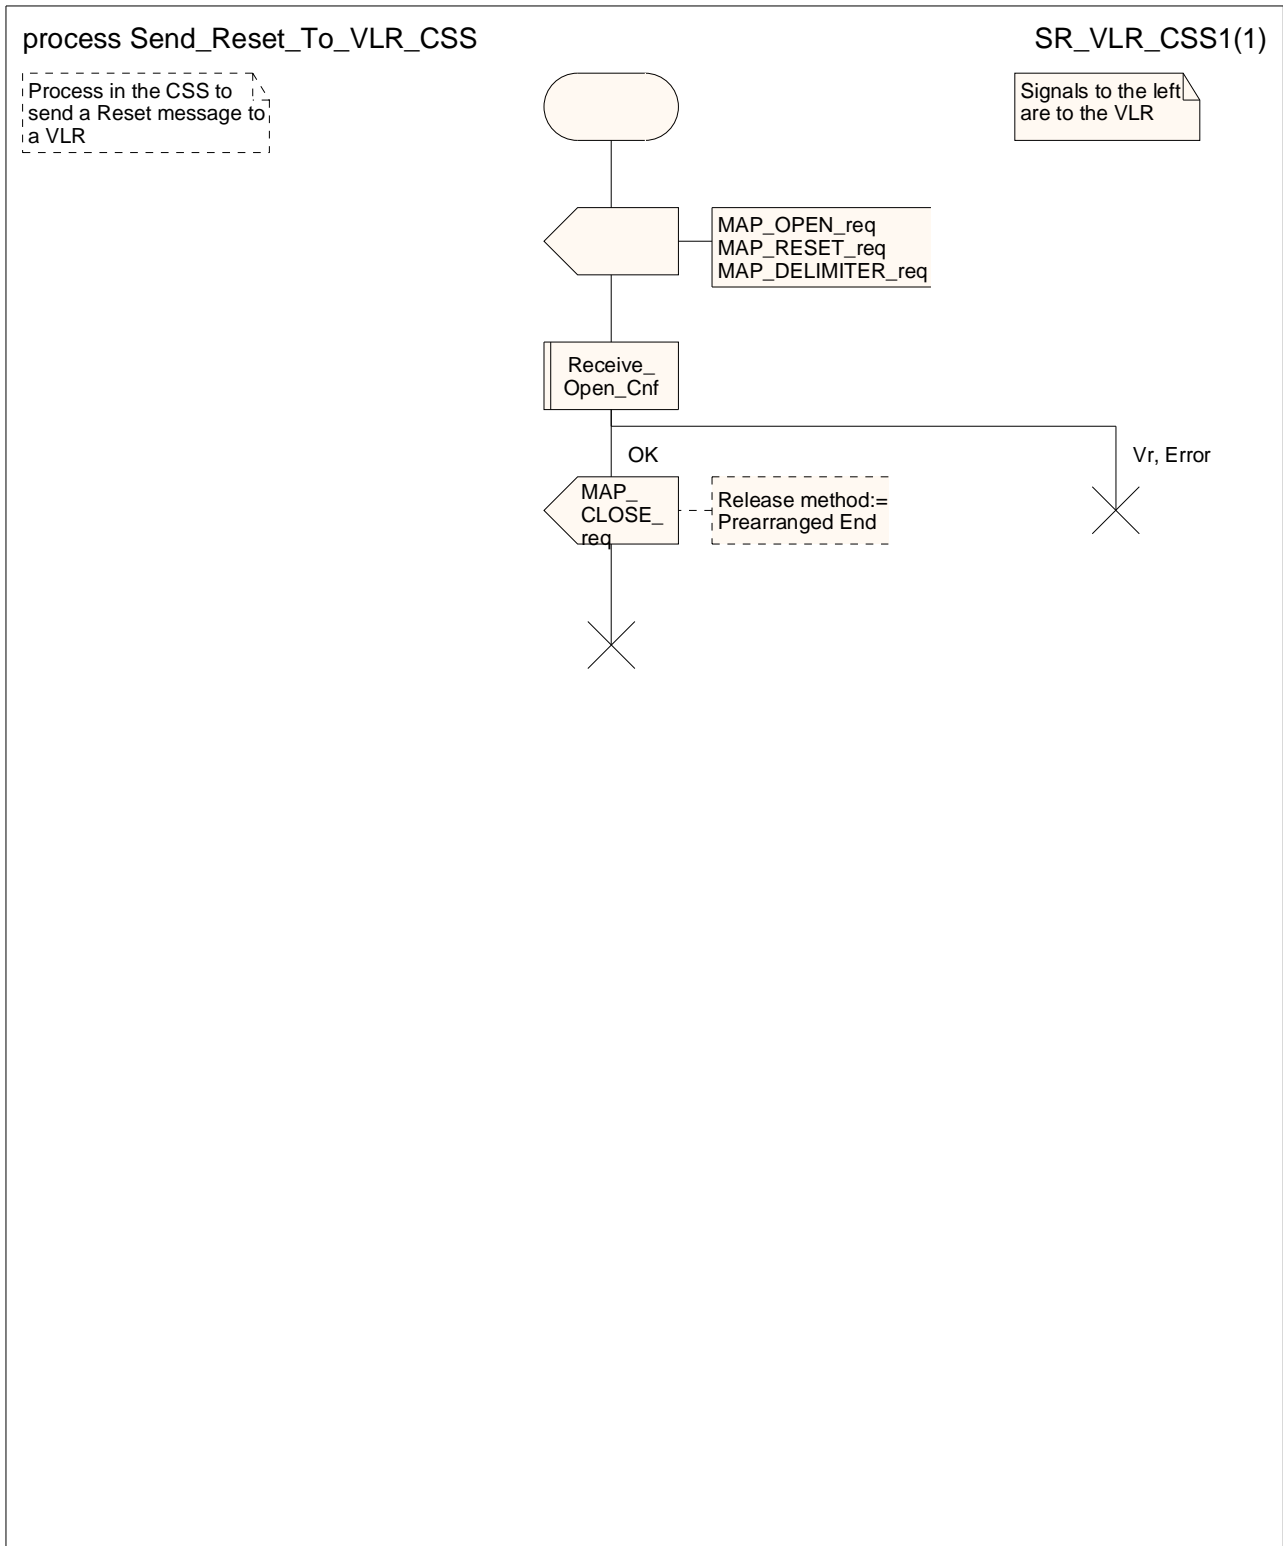 process Send_Reset_To_VLR_CSS
SR_VLR_CSS1(1)
Process in the CSS to
send a Reset message to
a VLR
Signals to the left
are to the VLR
MAP_OPEN_req
MAP_RESET_req
MAP_DELIMITER_req
Receive_
Open_Cnf
OK
Vr, Error
MAP_
CLOSE_
req
Release method:=
Prearranged End